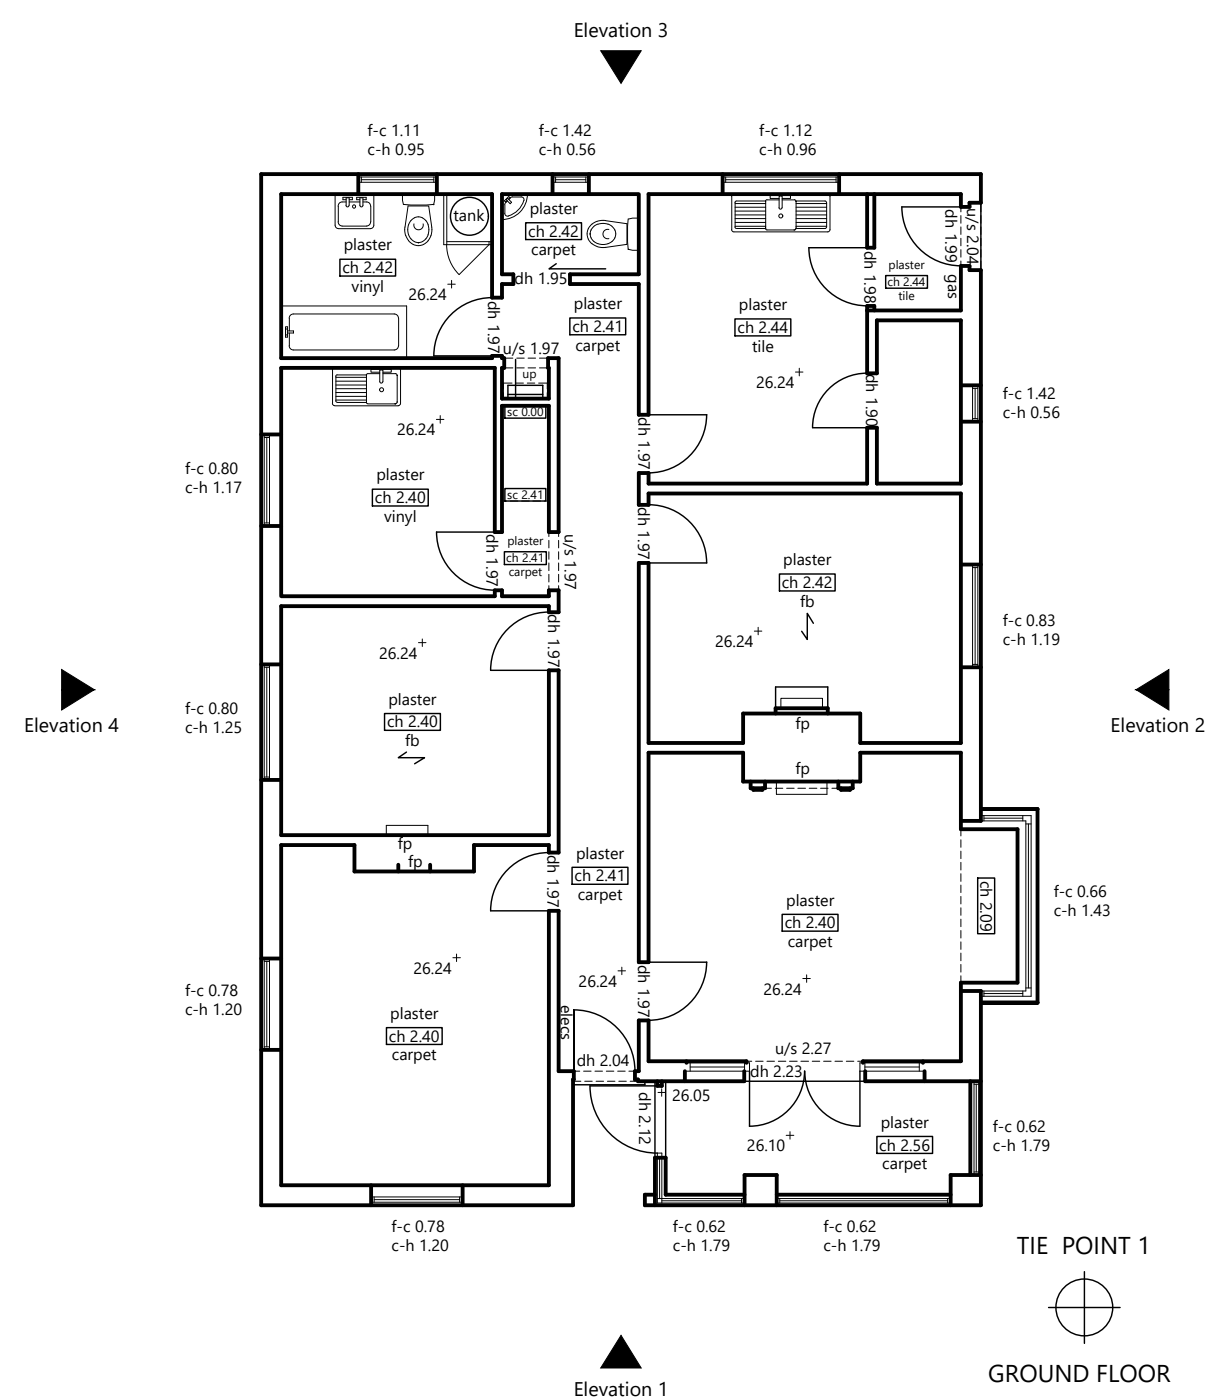 Elevation 3
f-c 1.11
c-h 0.95
f-c 1.42
c-h 0.56
f-c 1.12
c-h 0.96
tank
plaster
ch 2.42
vinyl
26.24
dh 1.97
plaster
ch 2.42
carpet
dh 1.95
plaster
ch 2.41
carpet
u/s 1.97
up
sc 0.00
sc 2.41
plaster
ch 2.44
tile
26.24
dh 1.98
plaster
ch 2.44
tile
dh 1.99
gas
u/s 2.04
dh 1.90
f-c 1.42
c-h 0.56
f-c 0.80
c-h 1.17
26.24
plaster
ch 2.40
vinyl
dh 1.97
plaster
ch 2.41
carpet
u/s 1.97
dh 1.97
dh 1.97
plaster
ch 2.42
fb
26.24
fp
f-c 0.83
c-h 1.19
Elevation 4
f-c 0.80
c-h 1.25
26.24
plaster
ch 2.40
fb
dh 1.97
fp
Elevation 2
fp
fp
dh 1.97
26.24
plaster
ch 2.40
carpet
f-c 0.78
c-h 1.20
plaster
ch 2.41
carpet
26.24
elecs
dh 2.04
dh 1.97
plaster
ch 2.40
carpet
26.24
ch 2.09
f-c 0.66
c-h 1.43
u/s 2.27
dh 2.23
dh 2.12
26.05
26.10
plaster
ch 2.56
carpet
f-c 0.62
c-h 1.79
f-c 0.78
c-h 1.20
f-c 0.62
c-h 1.79
f-c 0.62
c-h 1.79
TIE POINT 1
GROUND FLOOR
Elevation 1